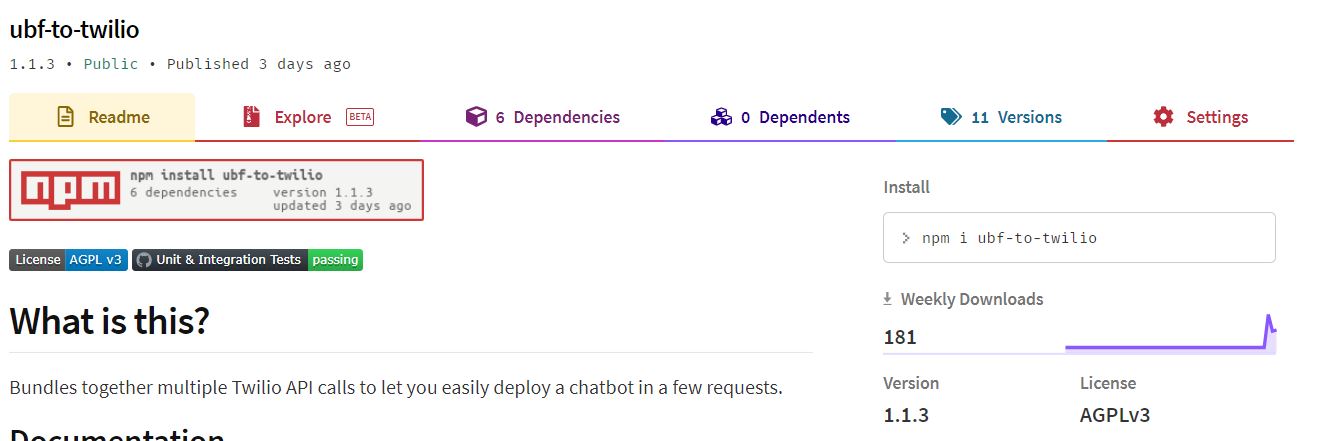 ubf-to-twilio
1.1.3 • Public • Published 3 days ago
Readme
Explore BETA
6 Dependencies
0 Dependents
11 Versions
Settings
npm
npm install ubf-to-twilio
6 dependencies version 1.1.3
updated 3 days ago
License AGPL v3
Unit & Integration Tests passing
What is this?
Bundles together multiple Twilio API calls to let you easily deploy a chatbot in a few requests.
Documentation
Install
> npm i ubf-to-twilio
Weekly Downloads
181
Version License
1.1.3 AGPLv3